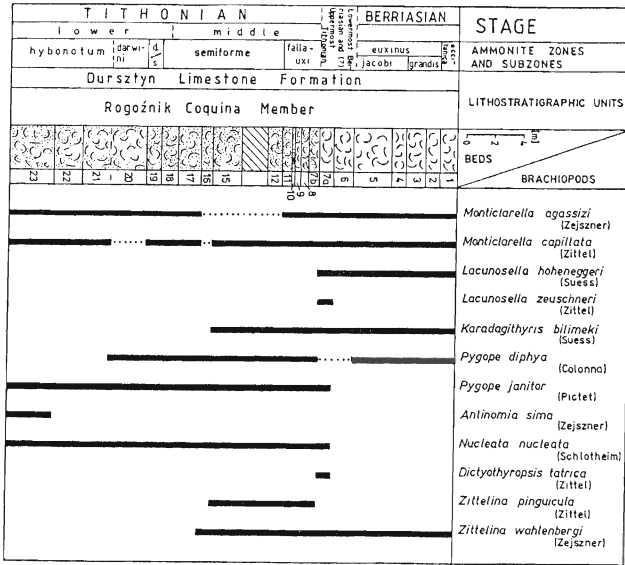 TITHONIAN
Lowermost Berriasian and (?) Uppermost Tithonian
BERRIASIAN
STAGE
lower
middle
hybonotum
darwini
d/s
semiforme
fallauxi
euxinus
jacobi
grandis
occitanica
AMMONITE ZONES
AND SUBZONES
Dursztyn Limestone Formation
Rogoźnik Coquina Member
LITHOSTRATIGRAPHIC UNITS
0 2 4 [m]
BEDS
BRACHIOPODS
23 22 21 – 20 19 18 17 16 15 12 11 10 9 8 7b 7a 6 5 4 3 2 1
Monticlarella agassizi
(Zejszner)
Monticlarella capillata
(Zittel)
Lacunosella hoheneggeri
(Suess)
Lacunosella zeuschneri
(Zittel)
Karadagithyris bilimeki
(Suess)
Pygope diphya
(Colonna)
Pygope janitor
(Pictet)
Antinomia sima
(Zejszner)
Nucleata nucleata
(Schlotheim)
Dictyothyropsis tatrica
(Zittel)
Zittelina pinguicula
(Zittel)
Zittelina wahlenbergi
(Zejszner)